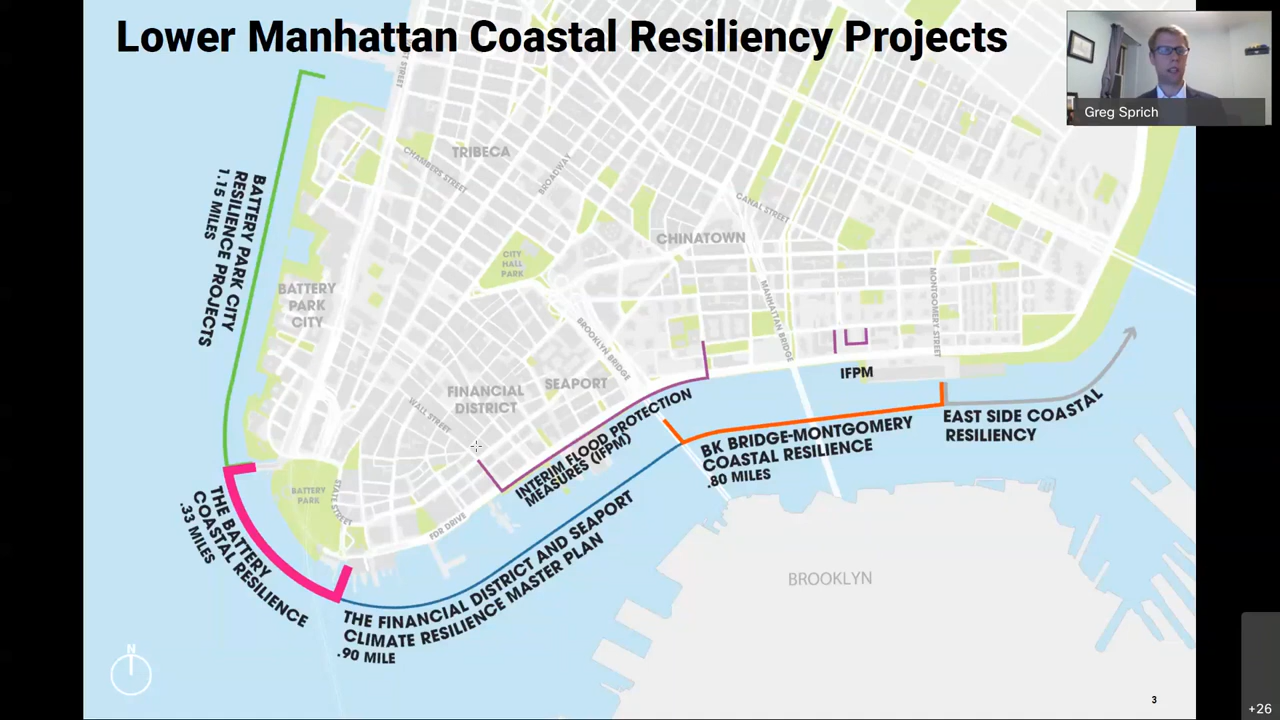 Lower Manhattan Coastal Resiliency Projects
Greg Sprich
BATTERY PARK CITY
RESILIENCE PROJECTS
1.15 MILES
TRIBECA
CHAMBERS STREET
BROADWAY
CANAL STREET
CHINATOWN
CITY
HALL
PARK
BATTERY
PARK
CITY
MANHATTAN BRIDGE
MONTGOMERY STREET
BROOKLYN BRIDGE
IFPM
FINANCIAL
DISTRICT
SEAPORT
WALL STREET
INTERIM FLOOD PROTECTION
MEASURES (IFPM)
BK BRIDGE-MONTGOMERY
COASTAL RESILIENCE
.80 MILES
EAST SIDE COASTAL
RESILIENCY
BATTERY
PARK
STATE STREET
FDR DRIVE
THE BATTERY
COASTAL RESILIENCE
.33 MILES
THE FINANCIAL DISTRICT AND SEAPORT
CLIMATE RESILIENCE MASTER PLAN
.90 MILE
BROOKLYN
N
3
+26